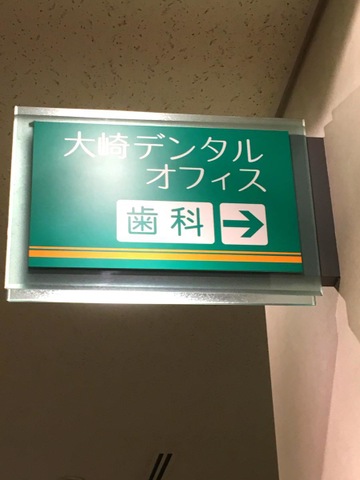 大崎デンタル
オフィス
歯科 →